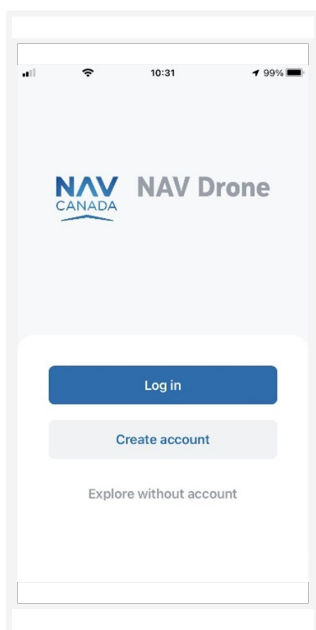 10:31
99%
NAV
CANADA
NAV Drone
Log in
Create account
Explore without account